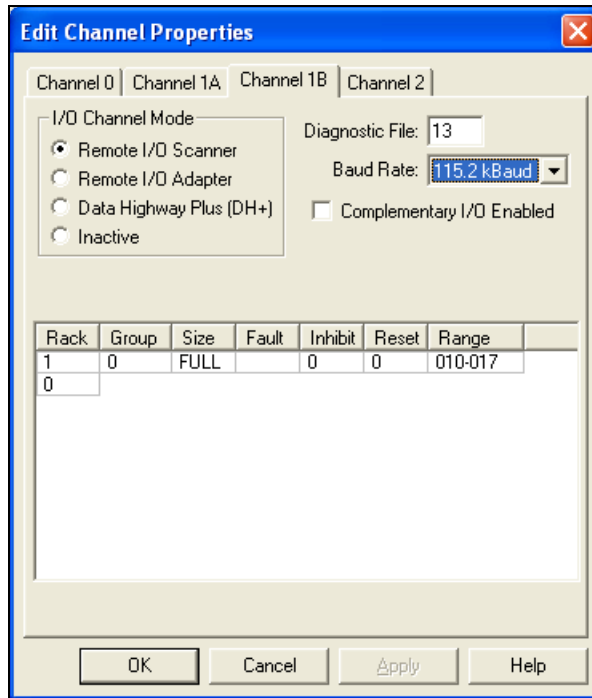 Edit Channel Properties
Channel 0 Channel 1A Channel 1B Channel 2
I/O Channel Mode
Remote I/O Scanner
Remote I/O Adapter
Data Highway Plus (DH+)
Inactive
Diagnostic File: 13
Baud Rate: 115.2 kBaud
Complementary I/O Enabled
Rack Group Size Fault Inhibit Reset Range
1 0 FULL 0 0 010-017
0
OK Cancel Apply Help